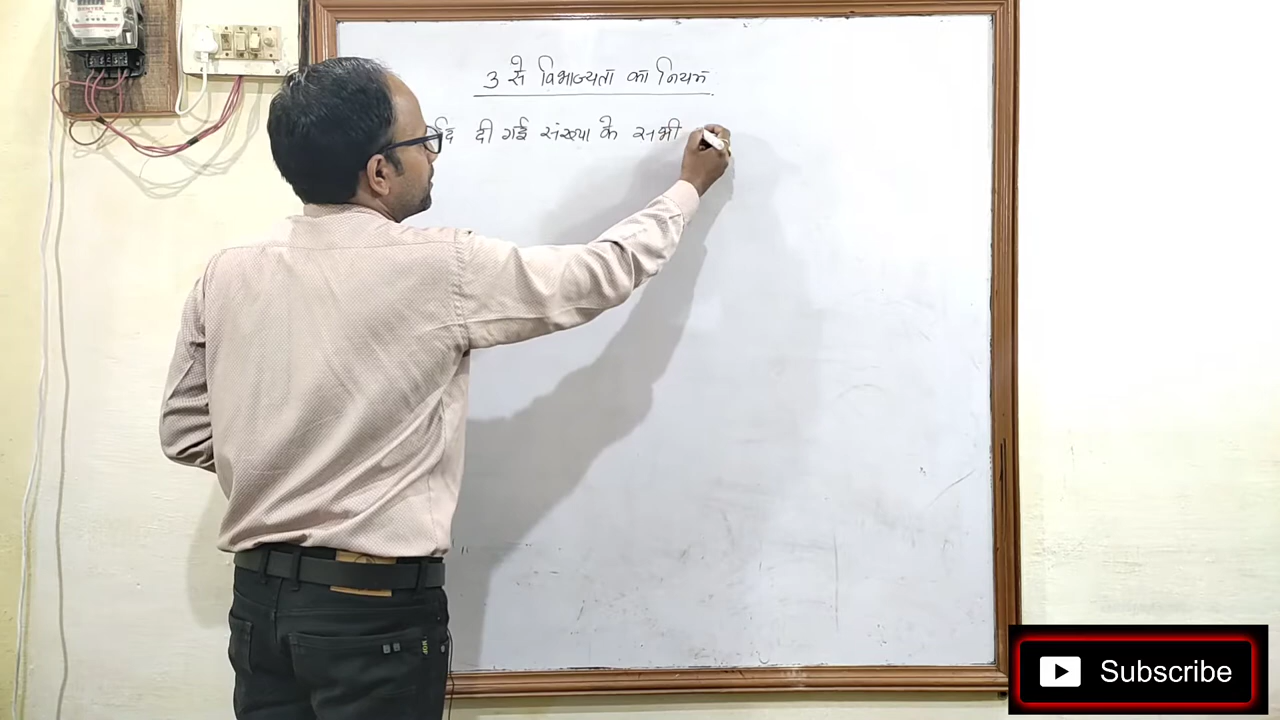 3 से विभाज्यता का नियम
दी गई संख्या के सभी
Subscribe